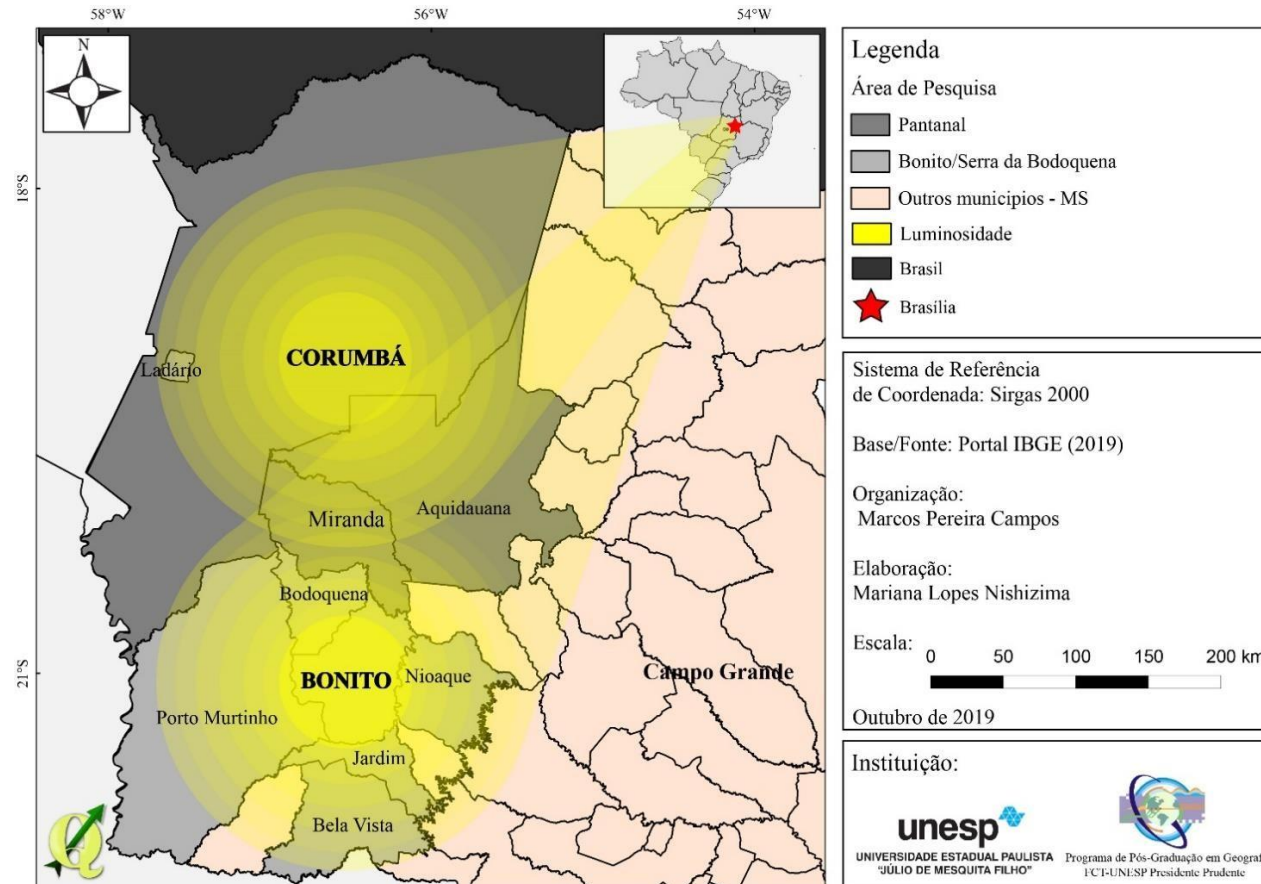 58°W
56°W
54°W
N
18°S
21°S
CORUMBÁ
Ladário
Miranda
Aquidauana
Bodoquena
BONITO
Nioaque
Campo Grande
Porto Murtinho
Jardim
Bela Vista
Legenda
Área de Pesquisa
Pantanal
Bonito/Serra da Bodoquena
Outros municipios - MS
Luminosidade
Brasil
Brasília
Sistema de Referência
de Coordenada: Sirgas 2000
Base/Fonte: Portal IBGE (2019)
Organização:
Marcos Pereira Campos
Elaboração:
Mariana Lopes Nishizima
Escala:
0 50 100 150 200 km
Outubro de 2019
Instituição:
unesp
UNIVERSIDADE ESTADUAL PAULISTA
"JÚLIO DE MESQUITA FILHO"
Programa de Pós-Graduação em Geograf
FCT-UNESP Presidente Prudente